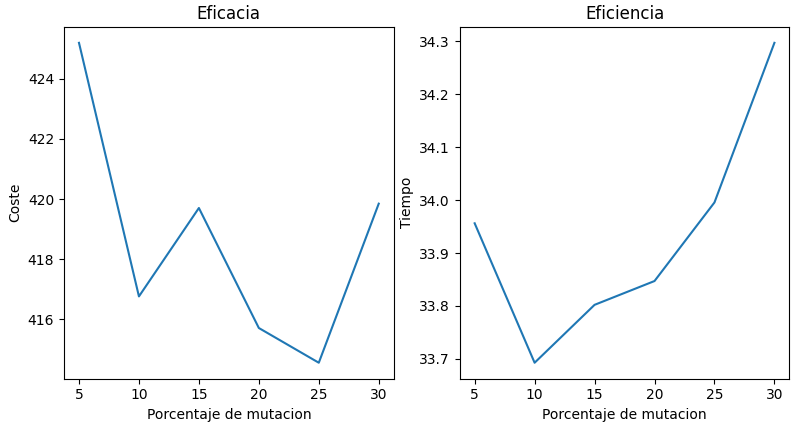 Eficacia
Coste
424
422
420
418
416
5 10 15 20 25 30
Porcentaje de mutacion
Eficiencia
Tiempo
34.3
34.2
34.1
34.0
33.9
33.8
33.7
5 10 15 20 25 30
Porcentaje de mutacion